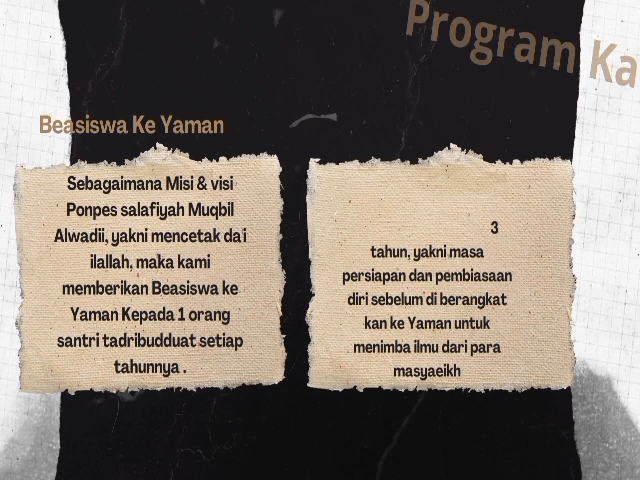 Program Ka
Beasiswa Ke Yaman
Sebagaimana Misi & visi
Ponpes salafiyah Muqbil
Alwadii, yakni mencetak da'i
ilallah, maka kami
memberikan Beasiswa ke
Yaman Kepada 1 orang
santri tadribudduat setiap
tahunnya .
3
tahun, yakni masa
persiapan dan pembiasaan
diri sebelum di berangkat
kan ke Yaman untuk
menimba ilmu dari para
masyaeikh